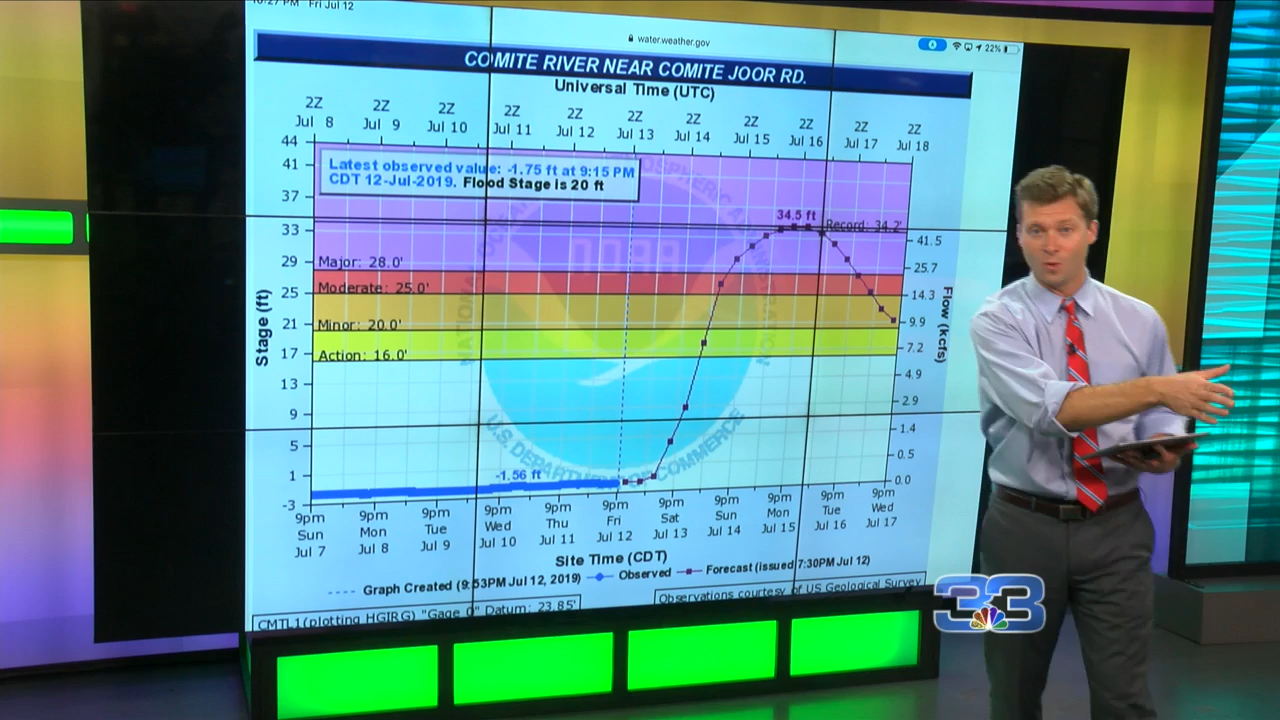 10:27 PM Fri Jul 12
water.weather.gov
22%
COMITE RIVER NEAR COMITE JOOR RD.
Universal Time (UTC)
2Z 2Z 2Z 2Z 2Z 2Z 2Z 2Z 2Z 2Z 2Z
Jul 8 Jul 9 Jul 10 Jul 11 Jul 12 Jul 13 Jul 14 Jul 15 Jul 16 Jul 17 Jul 18
Latest observed value: -1.75 ft at 9:15 PM
CDT 12-Jul-2019. Flood Stage is 20 ft
44
41
37
33
29
25
21
17
13
9
5
1
-3
Stage (ft)
34.5 ft
Record: 34.2'
Major: 28.0'
Moderate: 25.0'
Minor: 20.0'
Action: 16.0'
-1.56 ft
U.S. DEPARTMENT OF COMMERCE
41.5
25.7
14.3
9.9
7.2
4.9
2.9
1.4
0.5
0.0
Flow (kcfs)
9pm 9pm 9pm 9pm 9pm 9pm 9pm 9pm 9pm 9pm 9pm
Sun Mon Tue Wed Thu Fri Sat Sun Mon Tue Wed
Jul 7 Jul 8 Jul 9 Jul 10 Jul 11 Jul 12 Jul 13 Jul 14 Jul 15 Jul 16 Jul 17
Site Time (CDT)
Graph Created (9:53PM Jul 12, 2019) Observed Forecast (issued 7:30PM Jul 12)
CMTL1(plotting HGIRG) "Gage 0" Datum: 23.85'
Observations courtesy of US Geological Survey
33